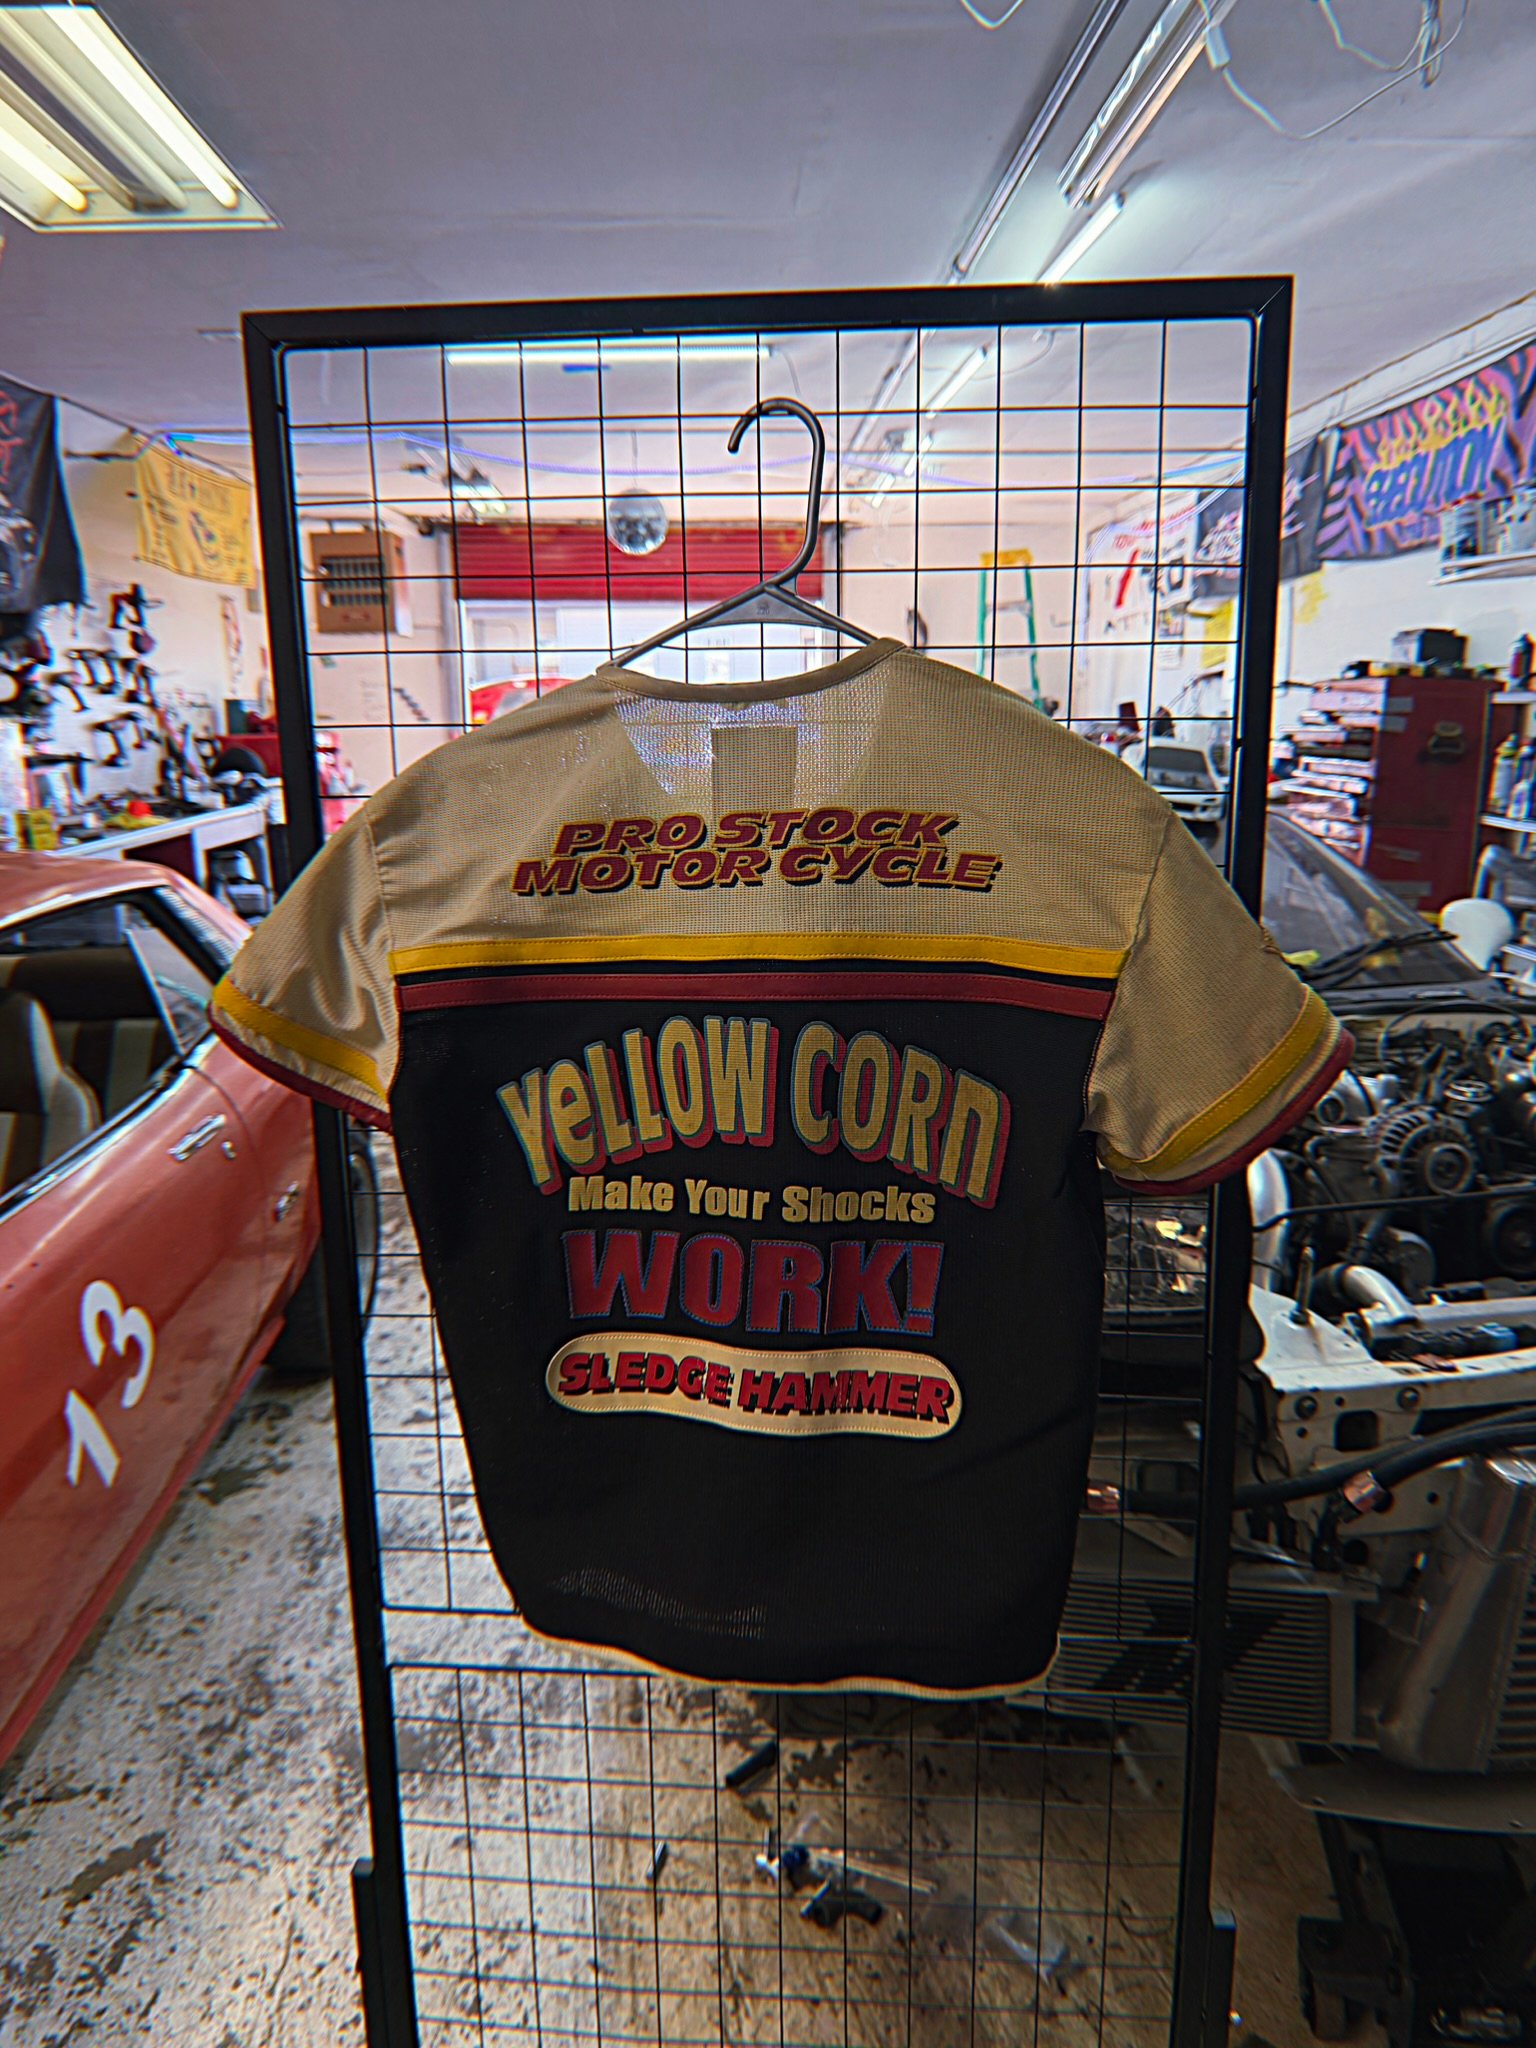 PRO STOCK
MOTOR CYCLE
YeLLOW CORn
Make Your Shocks
WORK!
SLEDGE HAMMER
13